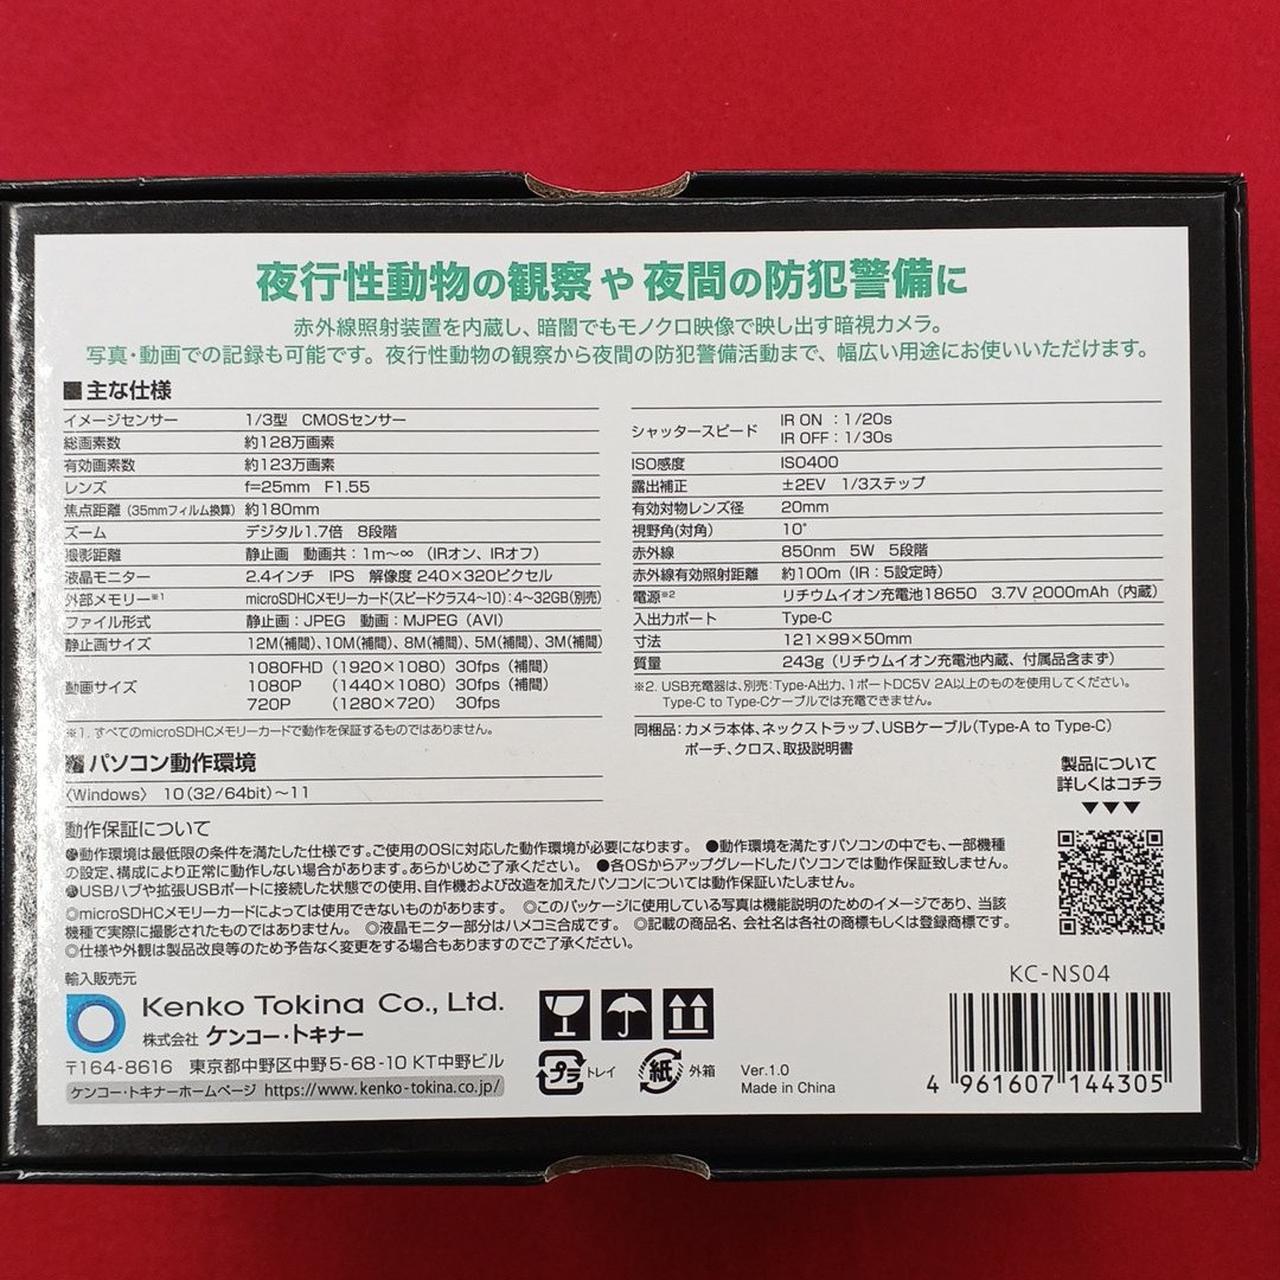 夜行性動物の観察や夜間の防犯警備に
赤外線照射装置を内蔵し、暗闇でもモノクロ映像で映し出す暗視カメラ。
写真・動画での記録も可能です。夜行性動物の観察から夜間の防犯警備活動まで、幅広い用途にお使いいただけます。
■主な仕様
イメージセンサー 1/3型 CMOSセンサー
総画素数 約128万画素
有効画素数 約123万画素
レンズ f=25mm F1.55
焦点距離（35mmフィルム換算） 約180mm
ズーム デジタル1.7倍 8段階
撮影距離 静止画 動画共：1m～∞ （IRオン、IRオフ）
液晶モニター 2.4インチ IPS 解像度 240×320ピクセル
外部メモリー※1 microSDHCメモリーカード(スピードクラス4～10)：4～32GB(別売)
ファイル形式 静止画：JPEG 動画：MJPEG（AVI）
静止画サイズ 12M(補間)、10M(補間)、8M(補間)、5M(補間)、3M(補間)
動画サイズ 1080FHD（1920×1080）30fps（補間）
1080P （1440×1080）30fps（補間）
720P （1280×720） 30fps
※1. すべてのmicroSDHCメモリーカードで動作を保証するものではありません。
シャッタースピード IR ON ：1/20s
IR OFF：1/30s
ISO感度 ISO400
露出補正 ±2EV 1/3ステップ
有効対物レンズ径 20mm
視野角(対角) 10°
赤外線 850nm 5W 5段階
赤外線有効照射距離 約100m（IR：5設定時）
電源※2 リチウムイオン充電池18650 3.7V 2000mAh（内蔵）
入出力ポート Type-C
寸法 121×99×50mm
質量 243g（リチウムイオン充電池内蔵、付属品含まず）
※2. USB充電器は、別売：Type-A出力、1ポートDC5V 2A以上のものを使用してください。
Type-C to Type-Cケーブルでは充電できません。
同梱品：カメラ本体、ネックストラップ、USBケーブル（Type-A to Type-C）
ポーチ、クロス、取扱説明書
■パソコン動作環境
〈Windows〉 10（32/64bit）～11
製品について
詳しくはコチラ
▼▼▼
動作保証について
●動作環境は最低限の条件を満たした仕様です。ご使用のOSに対応した動作環境が必要になります。 ●動作環境を満たすパソコンの中でも、一部機種
の設定、構成により正常に動作しない場合があります。あらかじめご了承ください。 ●各OSからアップグレードしたパソコンでは動作保証致しません。
●USBハブや拡張USBポートに接続した状態での使用、自作機および改造を加えたパソコンについては動作保証いたしません。
◎microSDHCメモリーカードによっては使用できないものがあります。 ◎このパッケージに使用している写真は機能説明のためのイメージであり、当該
機種で実際に撮影されたものではありません。 ◎液晶モニター部分はハメコミ合成です。 ◎記載の商品名、会社名は各社の商標もしくは登録商標です。
◎仕様や外観は製品改良等のため予告なく変更をする場合もありますのでご了承ください。
輸入販売元
Kenko Tokina Co., Ltd.
株式会社 ケンコー・トキナー
〒164-8616 東京都中野区中野5-68-10 KT中野ビル
ケンコー・トキナーホームページ https://www.kenko-tokina.co.jp/
プラ トレイ
紙 外箱
Ver.1.0
Made in China
KC-NS04
4 961607 144305